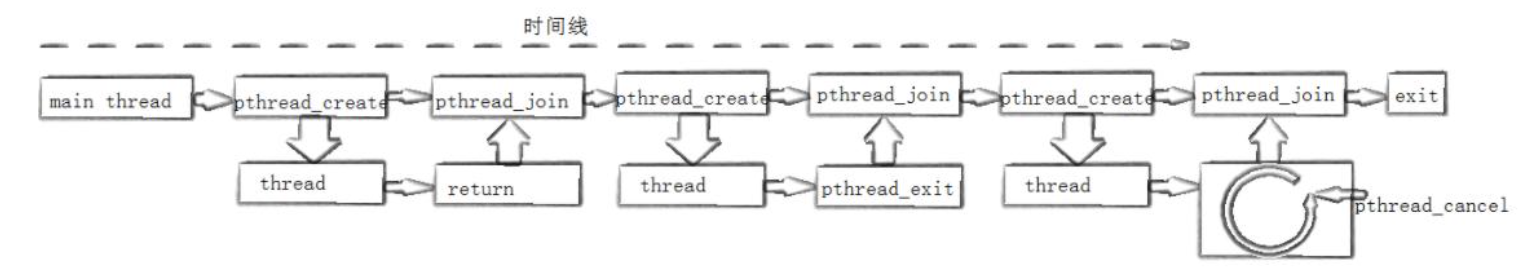 时间线
main thread
pthread_create
pthread_join
pthread_create
pthread_join
pthread_create
pthread_join
exit
thread
return
thread
pthread_exit
thread
pthread_cancel